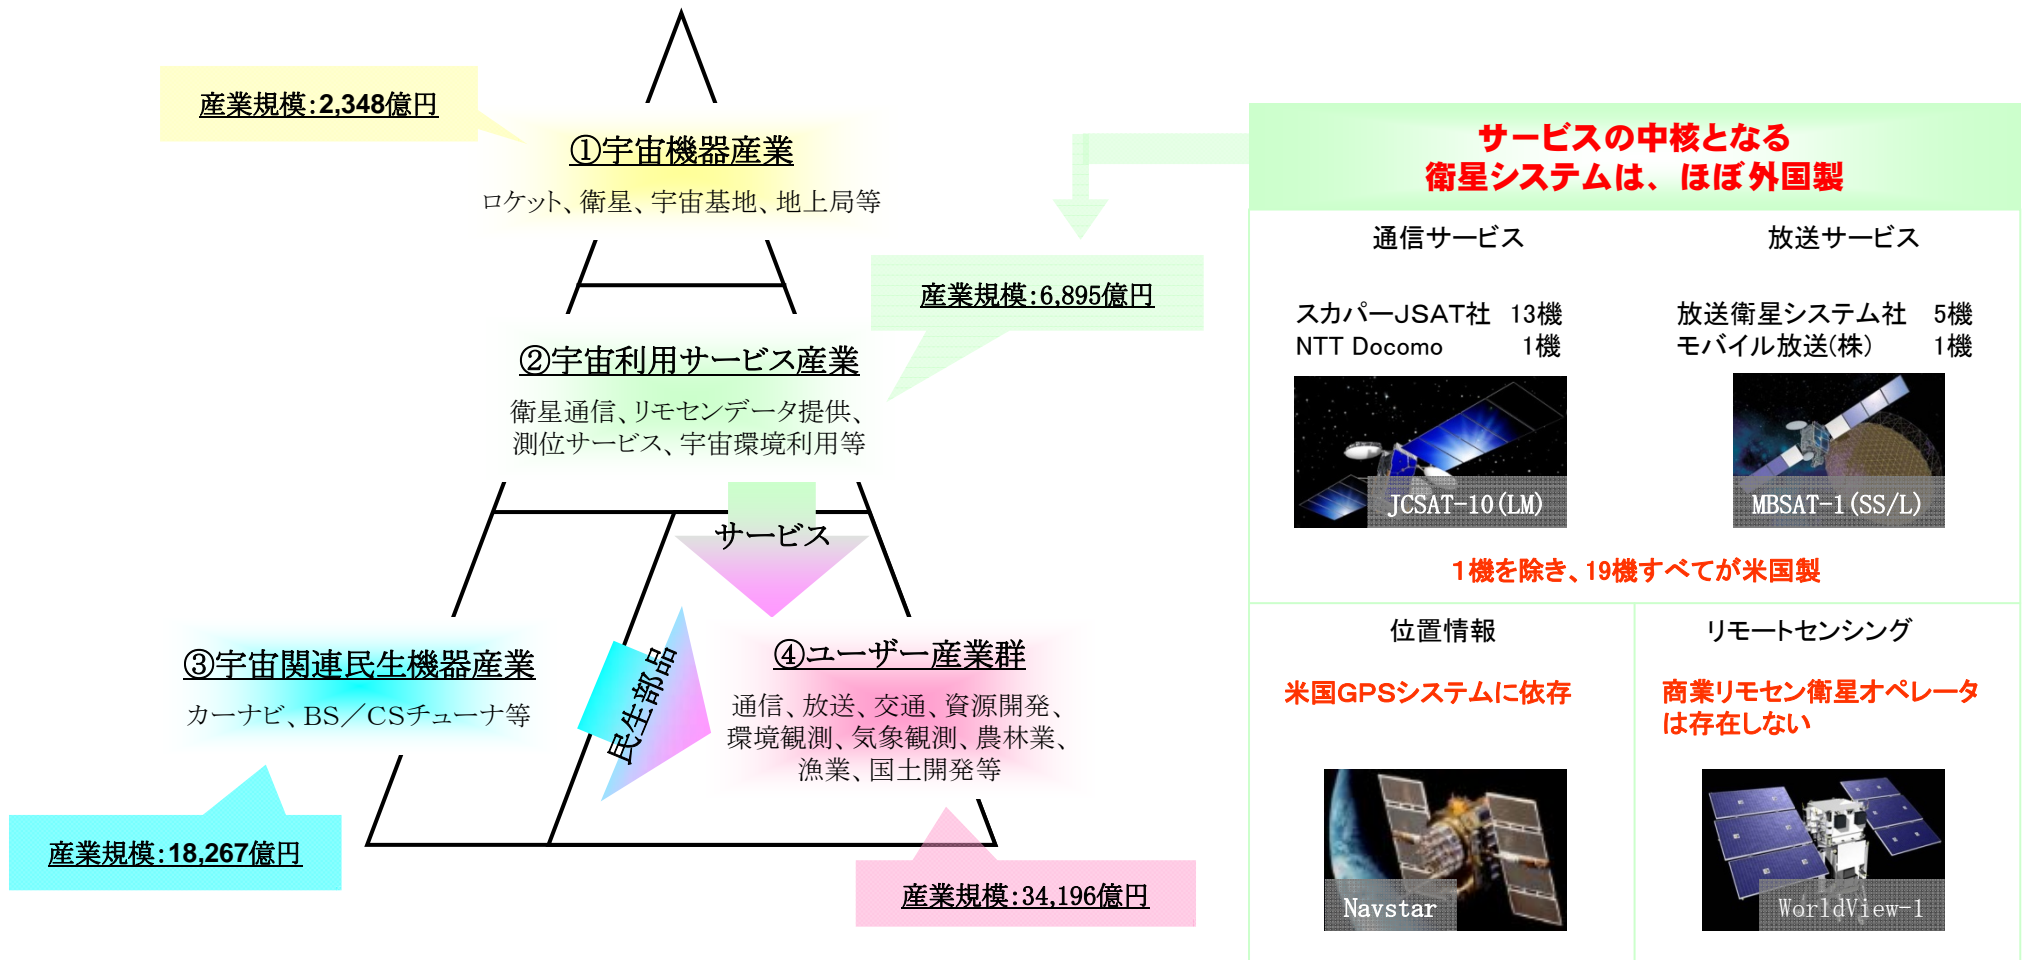 産業規模：2,348億円
①宇宙機器産業
ロケット、衛星、宇宙基地、地上局等
産業規模：6,895億円
②宇宙利用サービス産業
衛星通信、リモセンデータ提供、
測位サービス、宇宙環境利用等
サービス
③宇宙関連民生機器産業
カーナビ、BS／CSチューナ等
産業規模：18,267億円
民生部品
④ユーザー産業群
通信、放送、交通、資源開発、
環境観測、気象観測、農林業、
漁業、国土開発等
産業規模：34,196億円
サービスの中核となる
衛星システムは、ほぼ外国製
通信サービス
スカパーJSAT社 13機
NTT Docomo 1機
JCSAT-10(LM)
放送サービス
放送衛星システム社 5機
モバイル放送(株) 1機
MBSAT-1(SS/L)
1機を除き、19機すべてが米国製
位置情報
米国GPSシステムに依存
Navstar
リモートセンシング
商業リモセン衛星オペレータ
は存在しない
WorldView-1